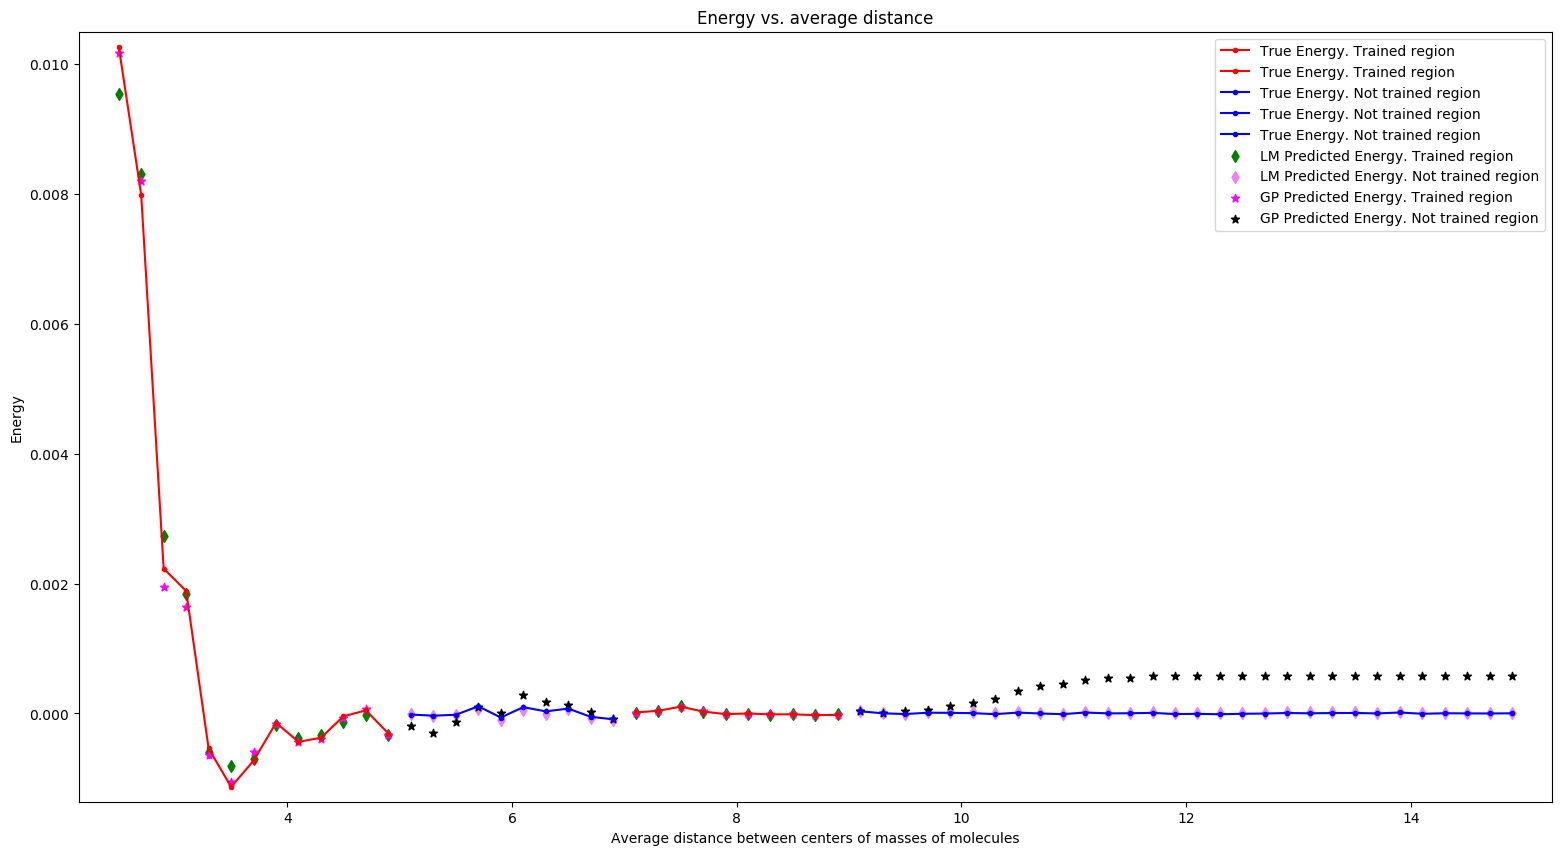 Energy vs. average distance
True Energy. Trained region
True Energy. Trained region
True Energy. Not trained region
True Energy. Not trained region
True Energy. Not trained region
LM Predicted Energy. Trained region
LM Predicted Energy. Not trained region
GP Predicted Energy. Trained region
GP Predicted Energy. Not trained region
Energy
0.010
0.008
0.006
0.004
0.002
0.000
4
6
8
10
12
14
Average distance between centers of masses of molecules